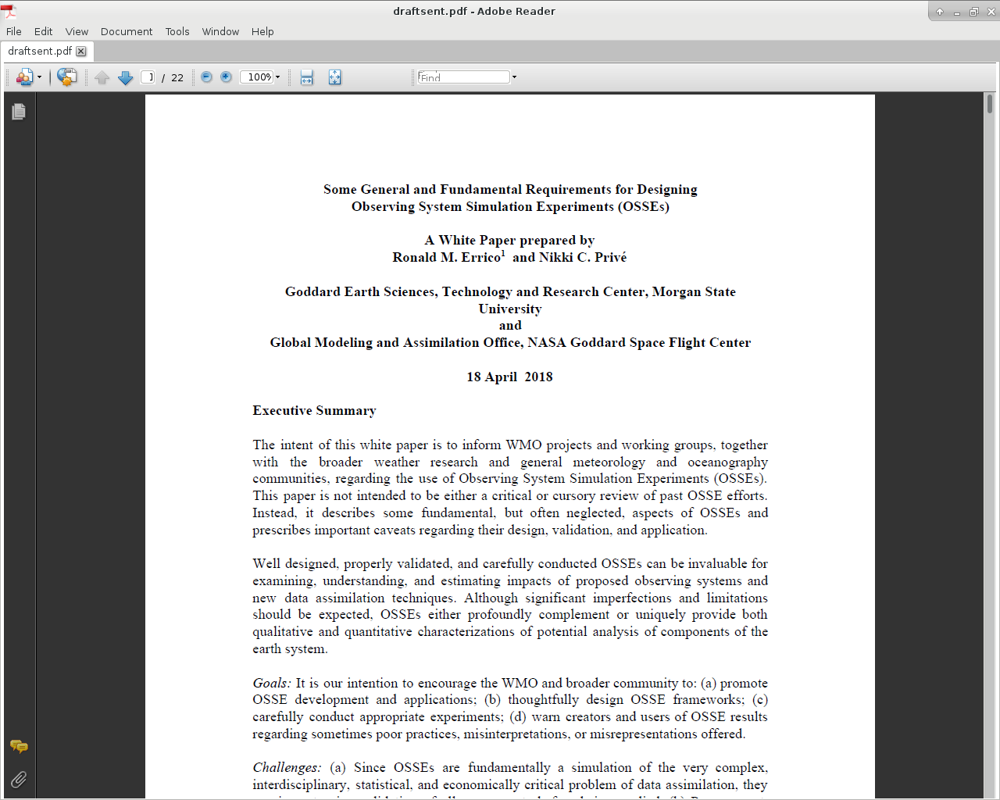 draftsent.pdf - Adobe Reader
File Edit View Document Tools Window Help
draftsent.pdf
1 / 22 100% Find
Some General and Fundamental Requirements for Designing
Observing System Simulation Experiments (OSSEs)
A White Paper prepared by
Ronald M. Errico1 and Nikki C. Privé
Goddard Earth Sciences, Technology and Research Center, Morgan State
University
and
Global Modeling and Assimilation Office, NASA Goddard Space Flight Center
18 April 2018
Executive Summary
The intent of this white paper is to inform WMO projects and working groups, together
with the broader weather research and general meteorology and oceanography
communities, regarding the use of Observing System Simulation Experiments (OSSEs).
This paper is not intended to be either a critical or cursory review of past OSSE efforts.
Instead, it describes some fundamental, but often neglected, aspects of OSSEs and
prescribes important caveats regarding their design, validation, and application.
Well designed, properly validated, and carefully conducted OSSEs can be invaluable for
examining, understanding, and estimating impacts of proposed observing systems and
new data assimilation techniques. Although significant imperfections and limitations
should be expected, OSSEs either profoundly complement or uniquely provide both
qualitative and quantitative characterizations of potential analysis of components of the
earth system.
Goals: It is our intention to encourage the WMO and broader community to: (a) promote
OSSE development and applications; (b) thoughtfully design OSSE frameworks; (c)
carefully conduct appropriate experiments; (d) warn creators and users of OSSE results
regarding sometimes poor practices, misinterpretations, or misrepresentations offered.
Challenges: (a) Since OSSEs are fundamentally a simulation of the very complex,
interdisciplinary, statistical, and economically critical problem of data assimilation, they